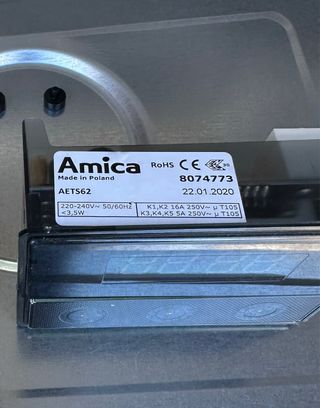 Amica RoHS CE
Made in Poland 8074773
AETS62 22.01.2020
220-240V~ 50/60Hz K1,K2 16A 250V~ µ T105
<3,5W K3,K4,K5 5A 250V~ µ T105